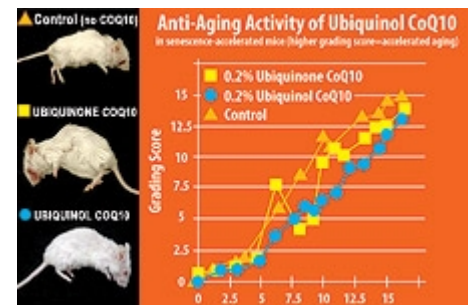 Control (no COQ10)
UBIQUINONE COQ10
UBIQUINOL COQ10
Anti-Aging Activity of Ubiquinol CoQ10
in senescence-accelerated mice (higher grading score=accelerated aging)
0.2% Ubiquinone CoQ10
0.2% Ubiquinol CoQ10
Control
Grading Score
15
12.5
10
7.5
5
2.5
0
0 2.5 5 7.5 10 12.5 15